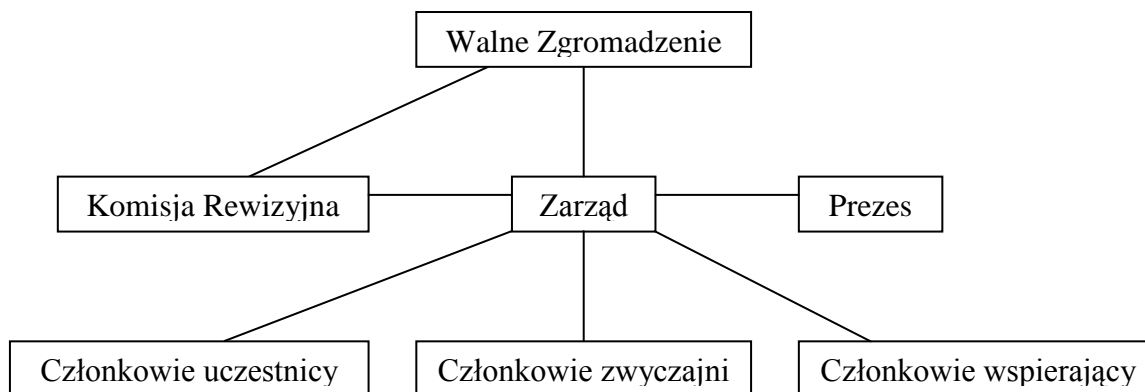 Walne Zgromadzenie
Komisja Rewizyjna
Zarząd
Prezes
Członkowie uczestnicy
Członkowie zwyczajni
Członkowie wspierający